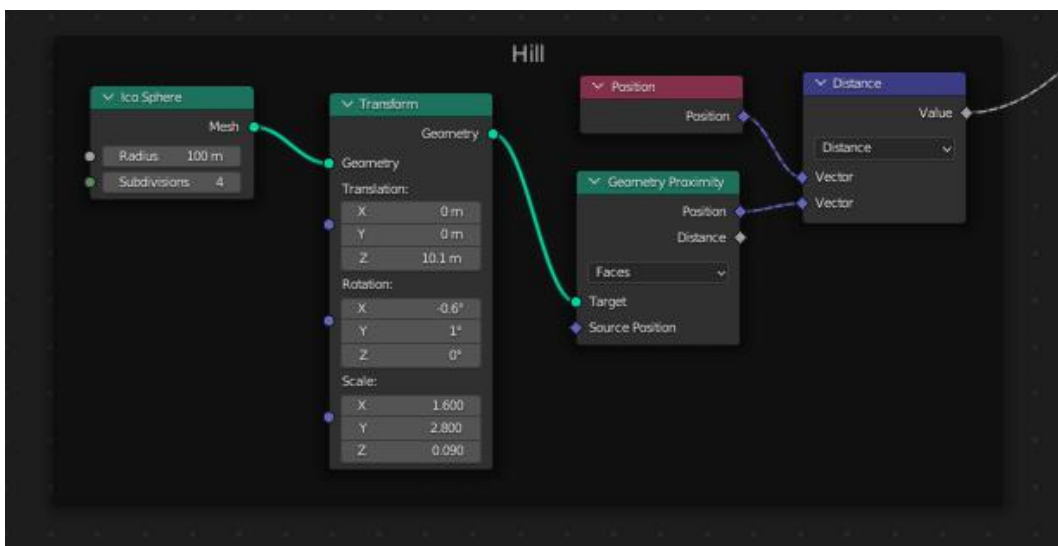 Hill
Ico Sphere
Mesh
Radius 100 m
Subdivisions 4
Transform
Geometry
Geometry
Translation:
X 0 m
Y 0 m
Z 10.1 m
Rotation:
X -0.6°
Y 1°
Z 0°
Scale:
X 1.600
Y 2.800
Z 0.090
Position
Position
Geometry Proximity
Position
Distance
Faces
Target
Source Position
Distance
Value
Distance
Vector
Vector